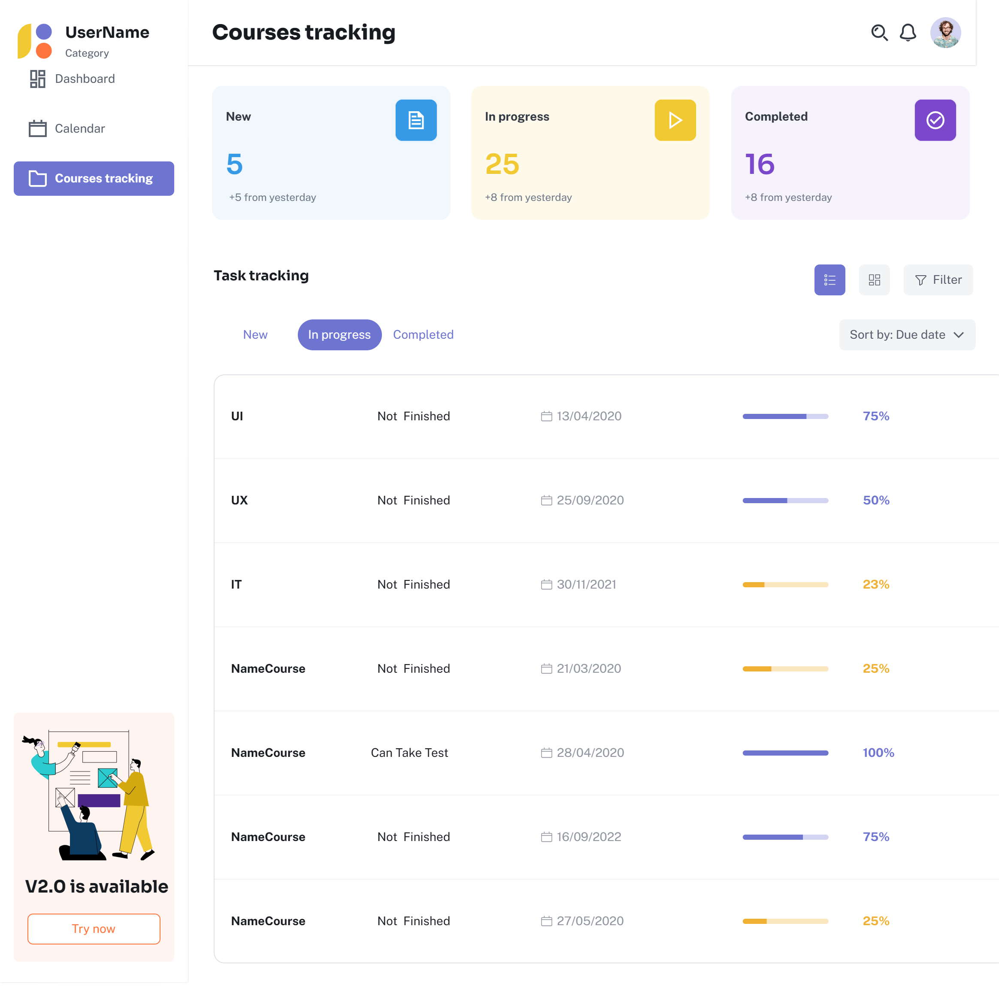 UserName
Category
Dashboard
Calendar
Courses tracking
V2.0 is available
Try now
Courses tracking
New
5
+5 from yesterday
In progress
25
+8 from yesterday
Completed
16
+8 from yesterday
Task tracking
Filter
New In progress Completed
Sort by: Due date
UI Not Finished 13/04/2020 75%
UX Not Finished 25/09/2020 50%
IT Not Finished 30/11/2021 23%
NameCourse Not Finished 21/03/2020 25%
NameCourse Can Take Test 28/04/2020 100%
NameCourse Not Finished 16/09/2022 75%
NameCourse Not Finished 27/05/2020 25%